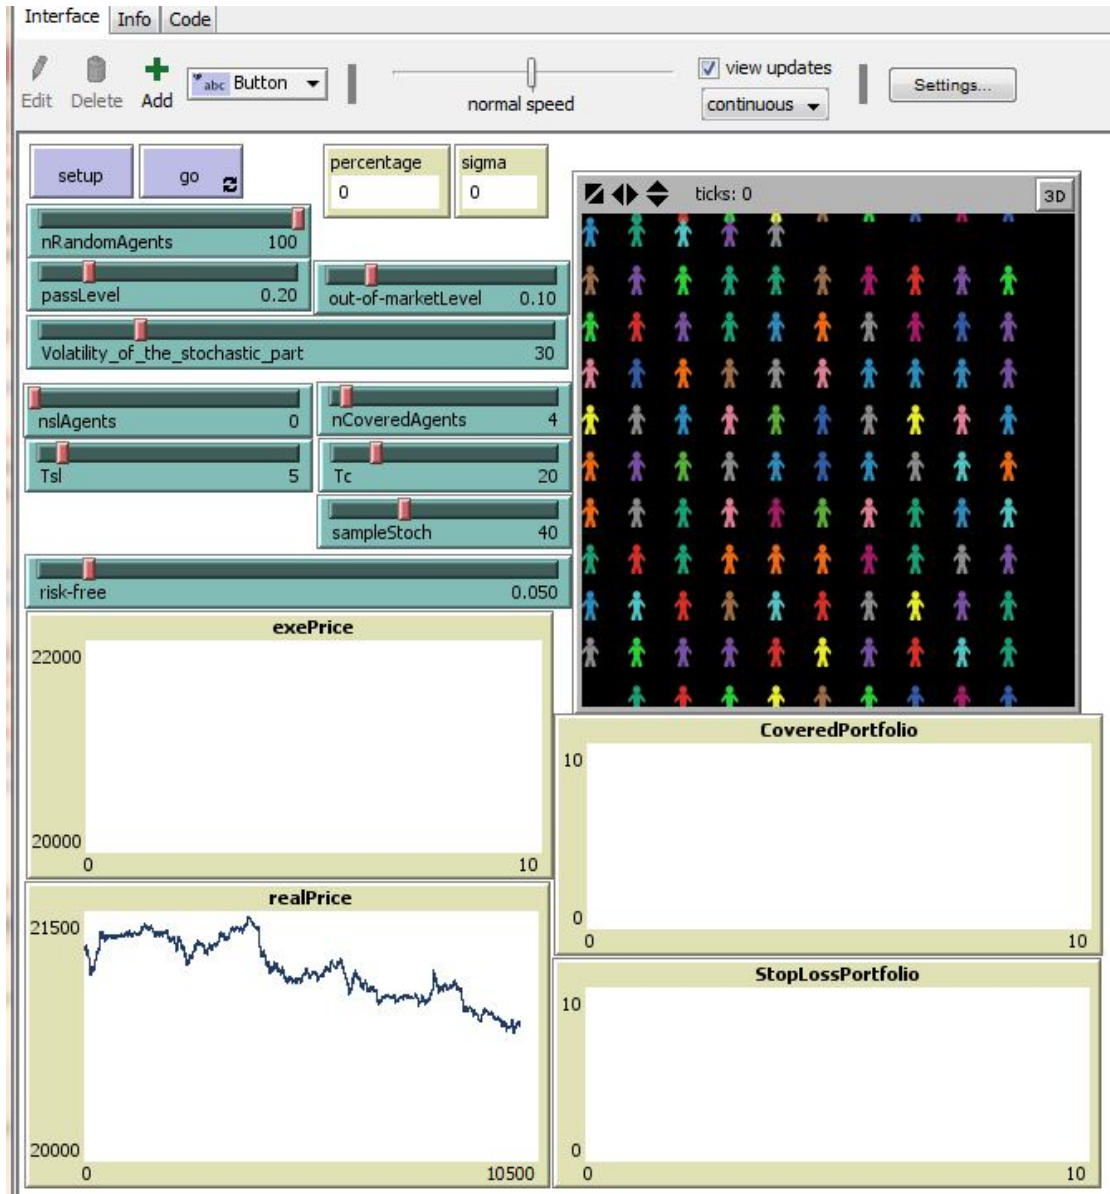 Interface Info Code
Edit Delete Add abc Button normal speed view updates continuous Settings...
setup go percentage 0 sigma 0
ticks: 0 3D
nRandomAgents 100
passLevel 0.20 out-of-marketLevel 0.10
Volatility_of_the_stochastic_part 30
nslAgents 0 nCoveredAgents 4
Tsl 5 Tc 20
sampleStoch 40
risk-free 0.050
exePrice
22000
20000
0 10
realPrice
21500
20000
0 10500
CoveredPortfolio
10
0
0 10
StopLossPortfolio
10
0
0 10